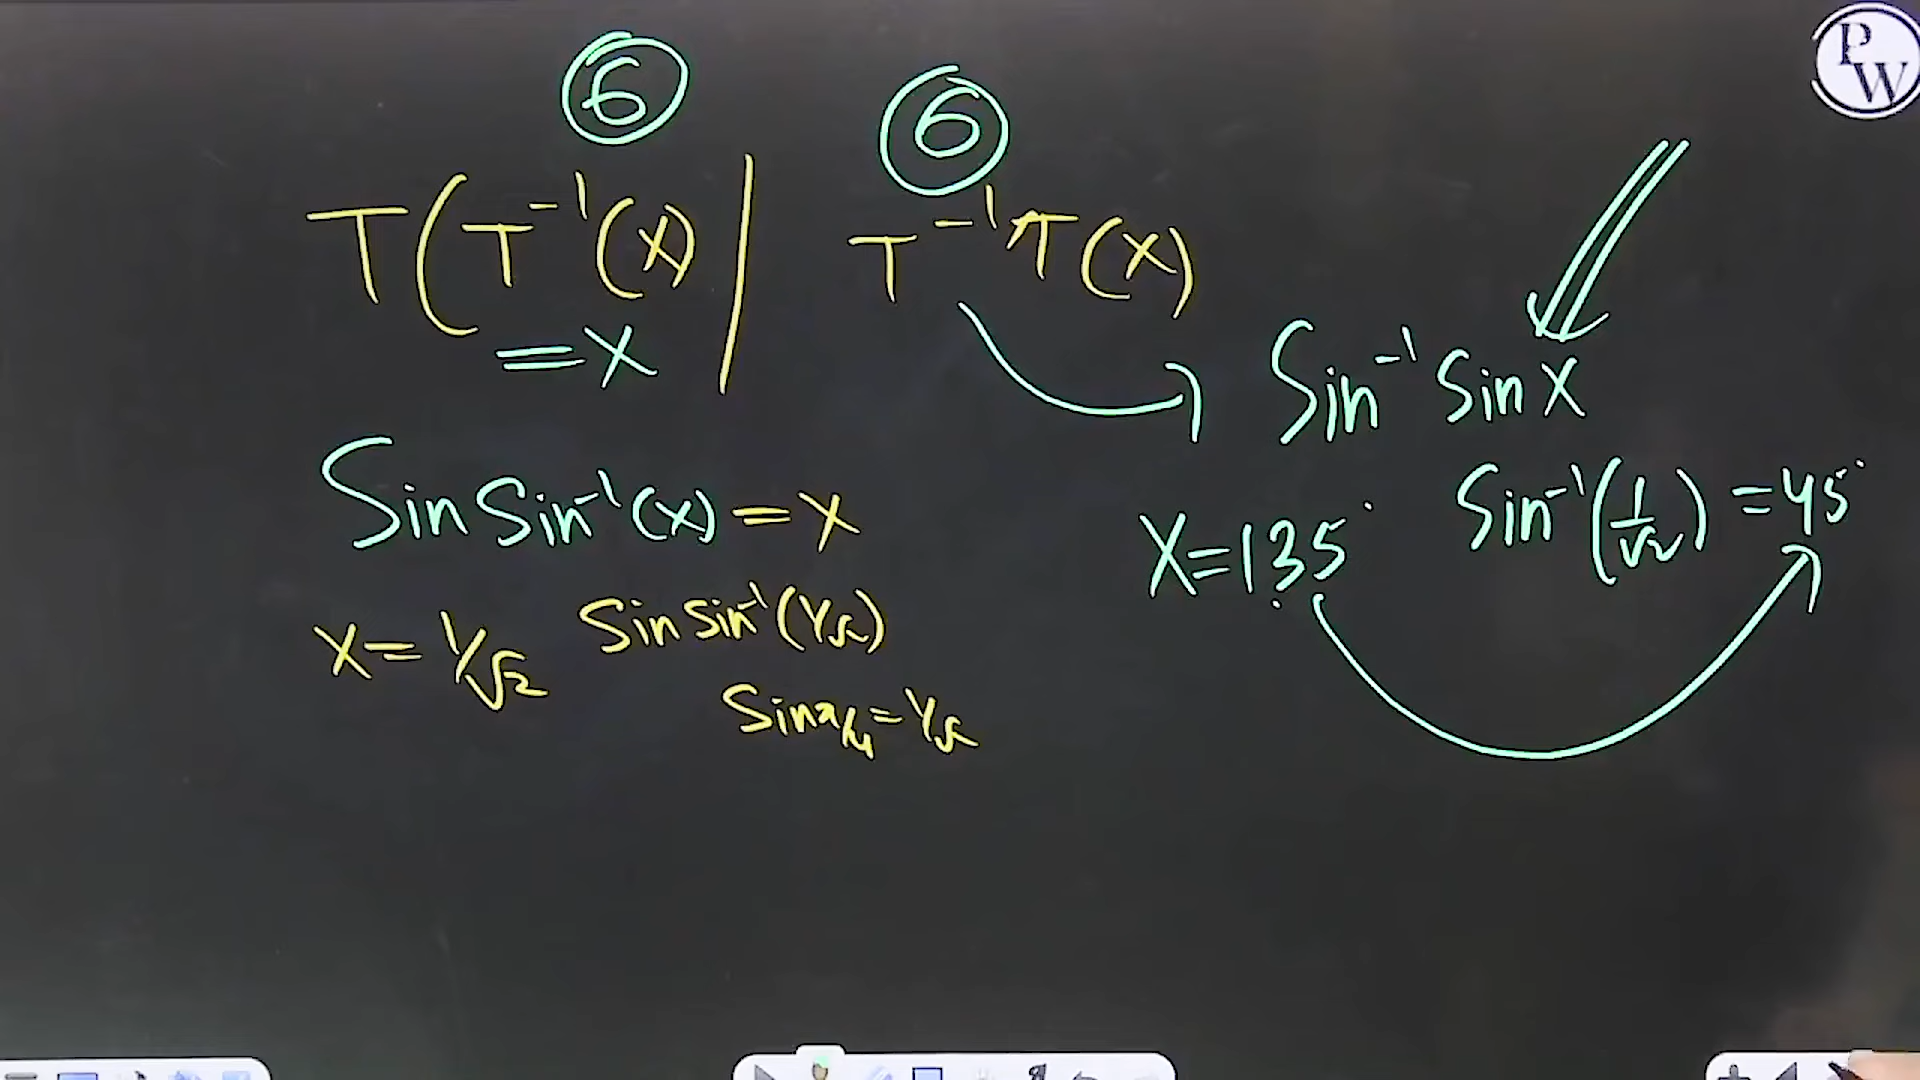 PW
6
6
T(T⁻¹(x)
= x
T⁻¹T(x)
Sin⁻¹ Sin x
Sin Sin⁻¹(x) = x
x = 135°
Sin⁻¹(1/√2) = 45°
x = 1/√2
Sin Sin⁻¹(1/√2)
Sin π/4 = 1/√2